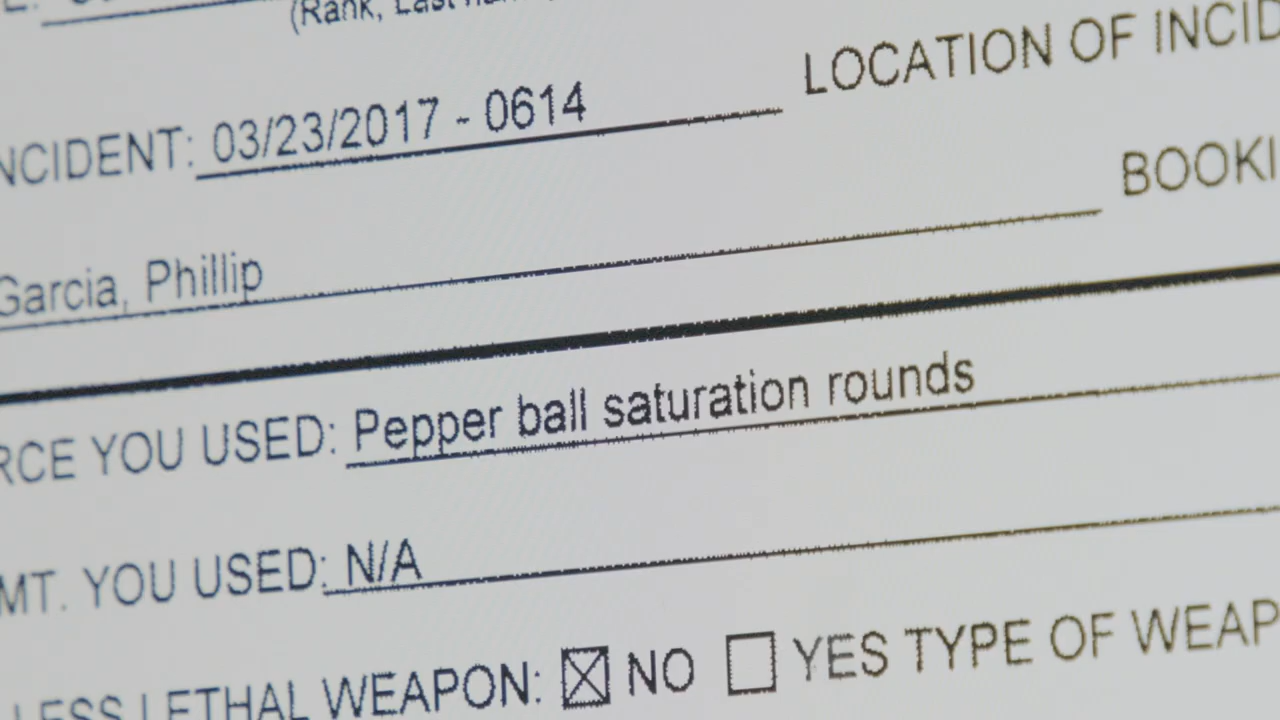 (Rank, Last
NCIDENT: 03/23/2017 - 0614 LOCATION OF INCID
Garcia, Phillip BOOKI
RCE YOU USED: Pepper ball saturation rounds
MT. YOU USED: N/A
LESS LETHAL WEAPON: ☒ NO ☐ YES TYPE OF WEAP